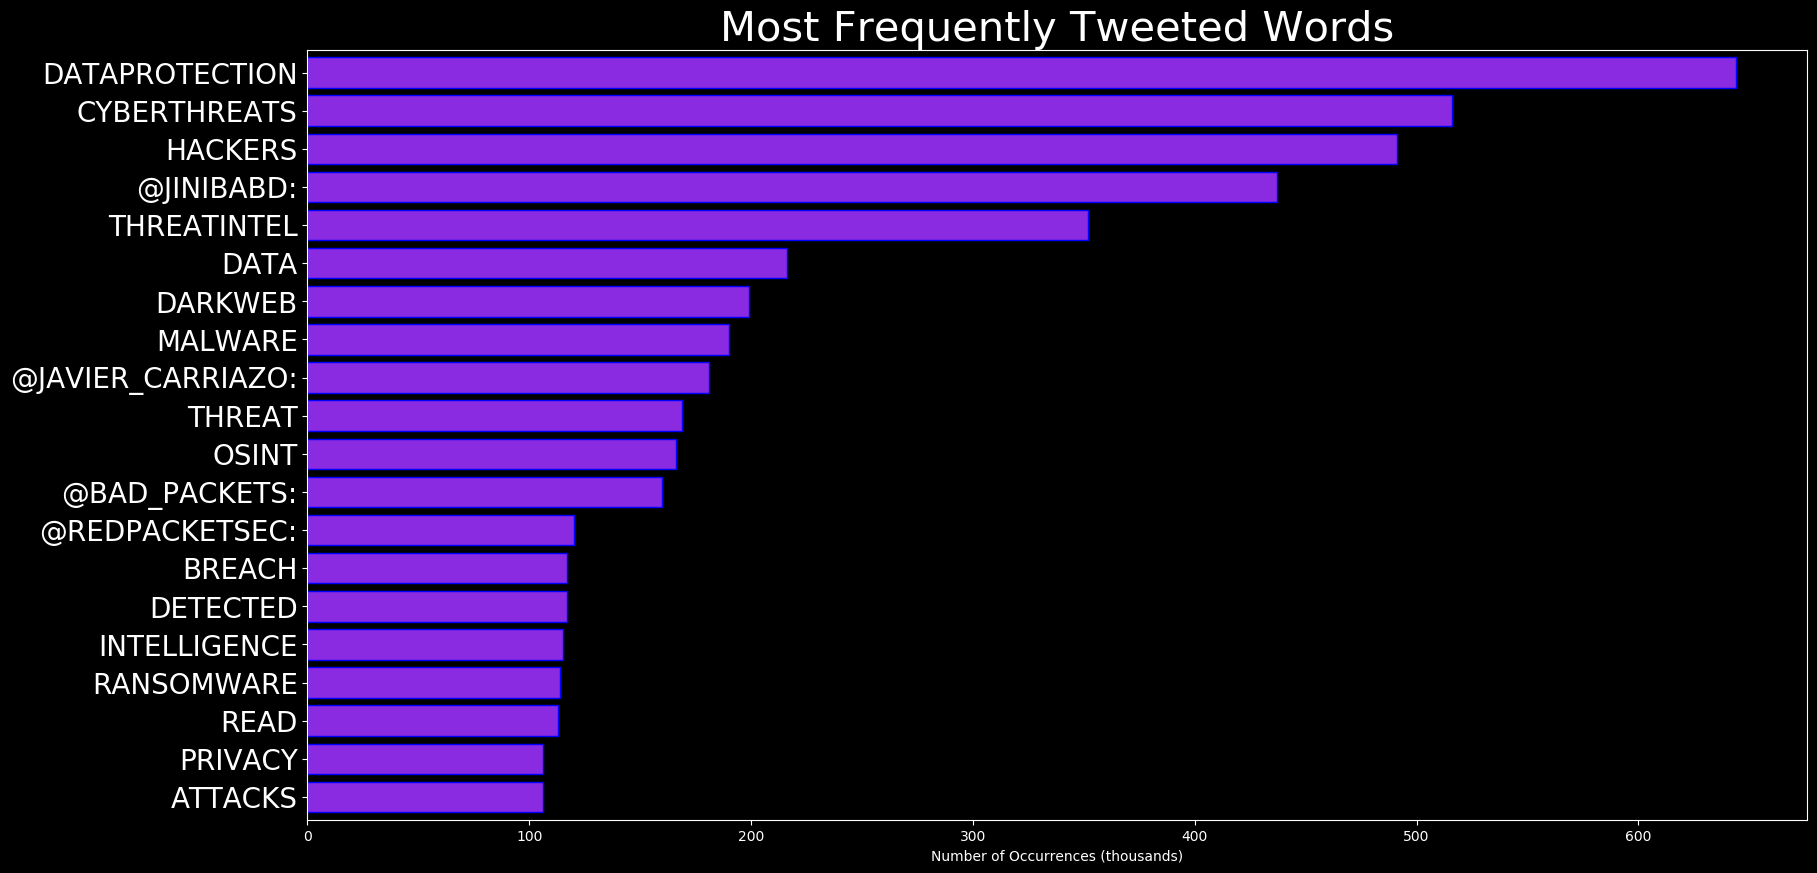 Most Frequently Tweeted Words
DATAPROTECTION
CYBERTHREATS
HACKERS
@JINIBABD:
THREATINTEL
DATA
DARKWEB
MALWARE
@JAVIER_CARRIAZO:
THREAT
OSINT
@BAD_PACKETS:
@REDPACKETSEC:
BREACH
DETECTED
INTELLIGENCE
RANSOMWARE
READ
PRIVACY
ATTACKS
0 100 200 300 400 500 600
Number of Occurrences (thousands)